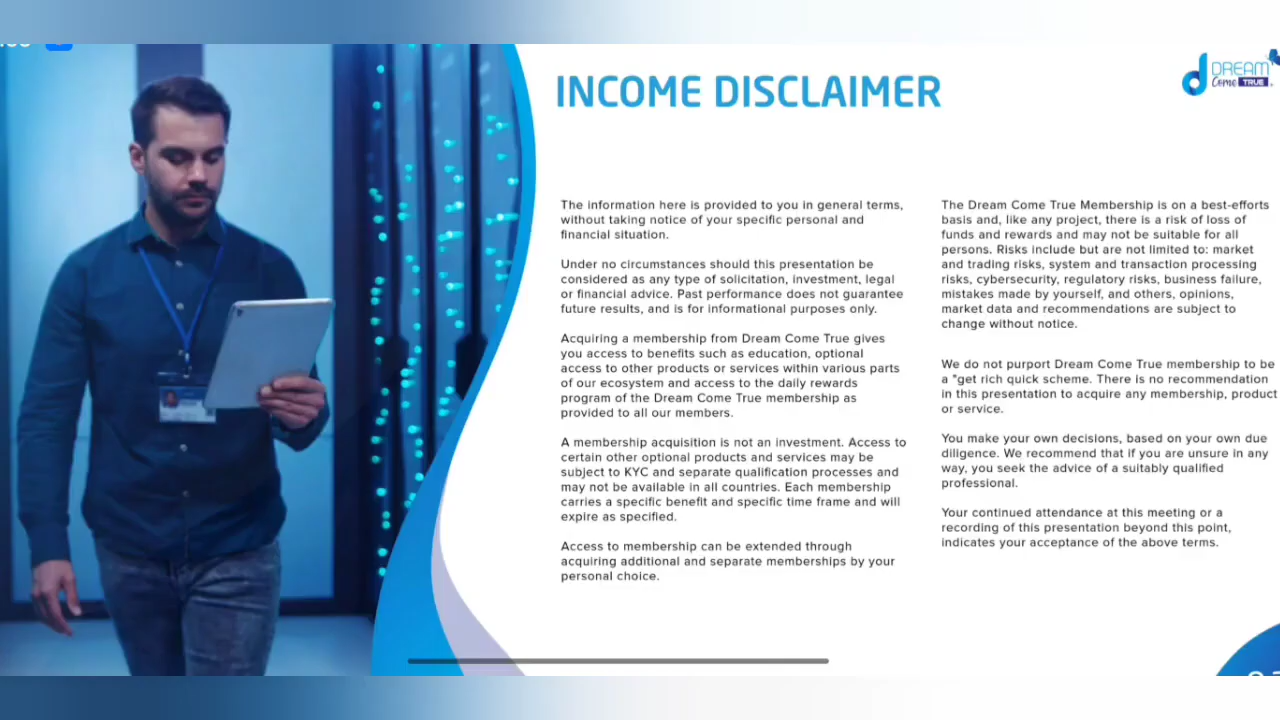 INCOME DISCLAIMER
DREAM
Come TRUE
The information here is provided to you in general terms,
without taking notice of your specific personal and
financial situation.
Under no circumstances should this presentation be
considered as any type of solicitation, investment, legal
or financial advice. Past performance does not guarantee
future results, and is for informational purposes only.
Acquiring a membership from Dream Come True gives
you access to benefits such as education, optional
access to other products or services within various parts
of our ecosystem and access to the daily rewards
program of the Dream Come True membership as
provided to all our members.
A membership acquisition is not an investment. Access to
certain other optional products and services may be
subject to KYC and separate qualification processes and
may not be available in all countries. Each membership
carries a specific benefit and specific time frame and will
expire as specified.
Access to membership can be extended through
acquiring additional and separate memberships by your
personal choice.
The Dream Come True Membership is on a best-efforts
basis and, like any project, there is a risk of loss of
funds and rewards and may not be suitable for all
persons. Risks include but are not limited to: market
and trading risks, system and transaction processing
risks, cybersecurity, regulatory risks, business failure,
mistakes made by yourself, and others, opinions,
market data and recommendations are subject to
change without notice.
We do not purport Dream Come True membership to be
a "get rich quick scheme. There is no recommendation
in this presentation to acquire any membership, product
or service.
You make your own decisions, based on your own due
diligence. We recommend that if you are unsure in any
way, you seek the advice of a suitably qualified
professional.
Your continued attendance at this meeting or a
recording of this presentation beyond this point,
indicates your acceptance of the above terms.